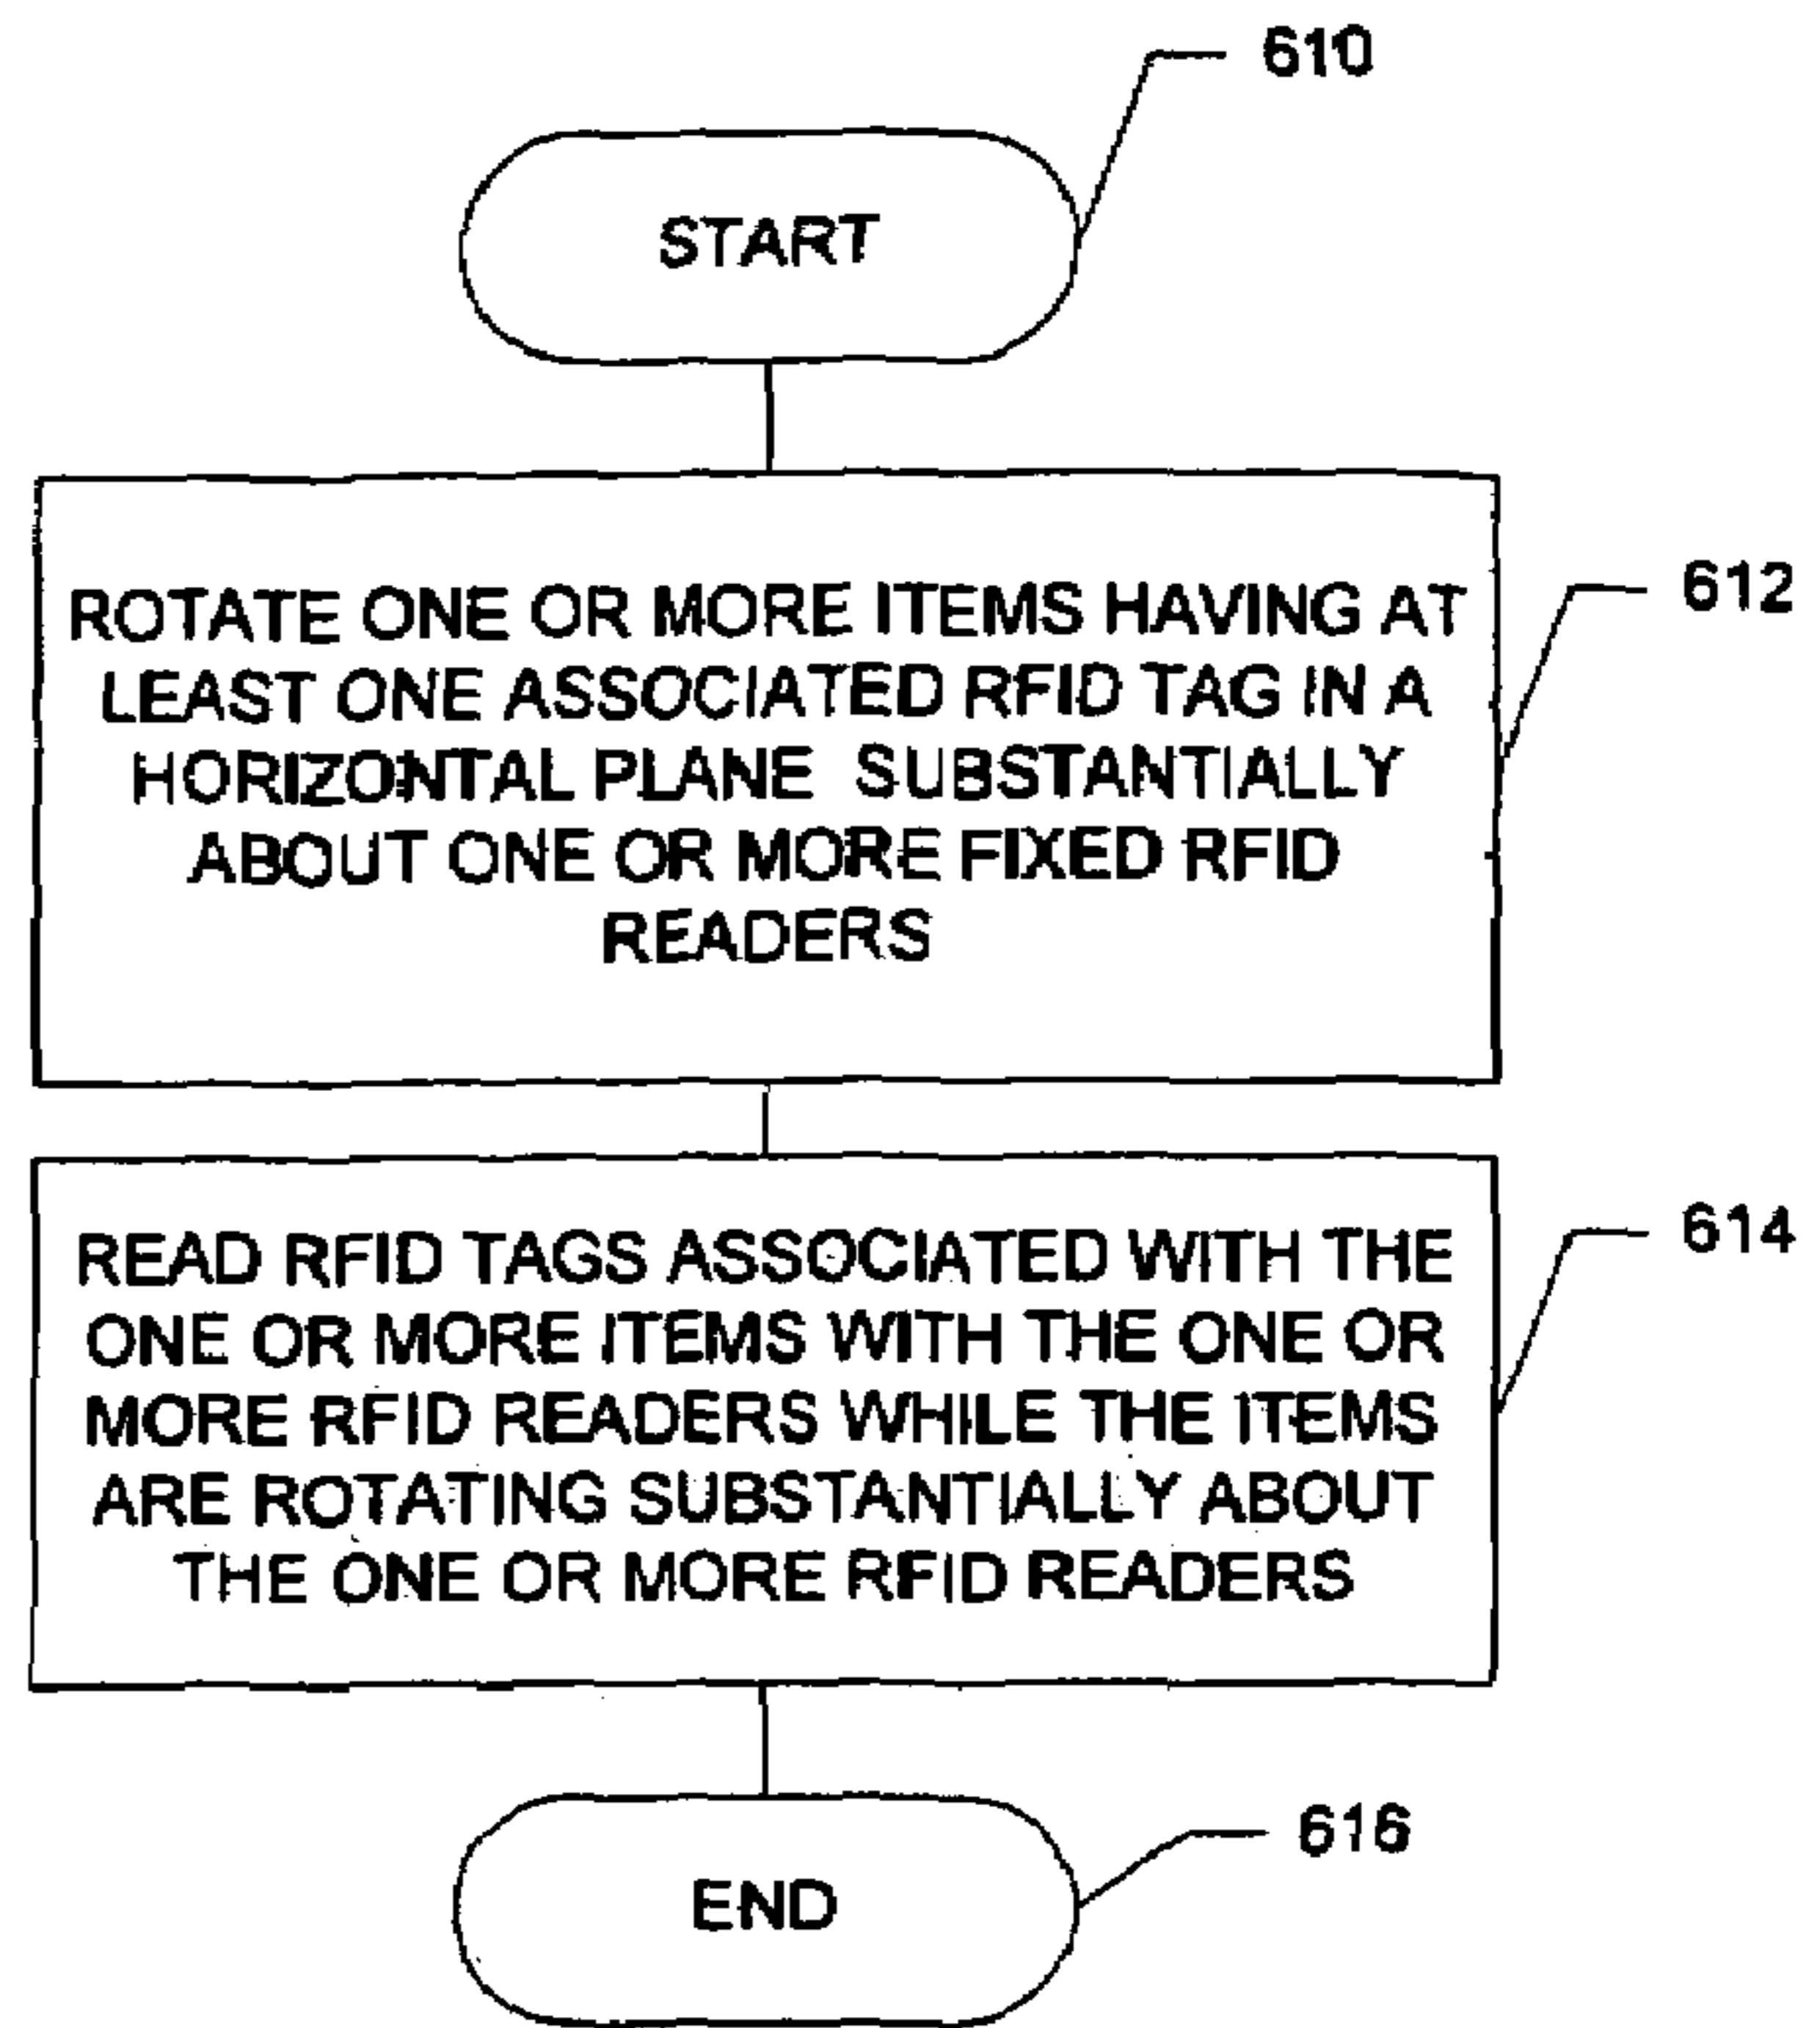 610
START
612
ROTATE ONE OR MORE ITEMS HAVING AT
LEAST ONE ASSOCIATED RFID TAG IN A
HORIZONTAL PLANE SUBSTANTIALLY
ABOUT ONE OR MORE FIXED RFID
READERS
614
READ RFID TAGS ASSOCIATED WITH THE
ONE OR MORE ITEMS WITH THE ONE OR
MORE RFID READERS WHILE THE ITEMS
ARE ROTATING SUBSTANTIALLY ABOUT
THE ONE OR MORE RFID READERS
616
END